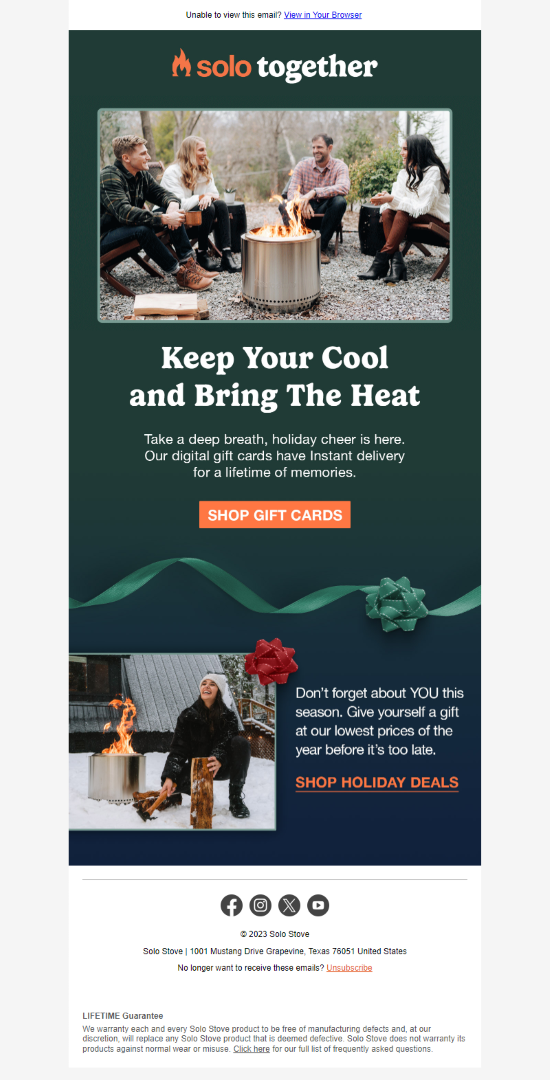 Unable to view this email? View in Your Browser
solo together
Keep Your Cool
and Bring The Heat
Take a deep breath, holiday cheer is here.
Our digital gift cards have Instant delivery
for a lifetime of memories.
SHOP GIFT CARDS
Don't forget about YOU this
season. Give yourself a gift
at our lowest prices of the
year before it's too late.
SHOP HOLIDAY DEALS
© 2023 Solo Stove
Solo Stove | 1001 Mustang Drive Grapevine, Texas 76051 United States
No longer want to receive these emails? Unsubscribe
LIFETIME Guarantee
We warranty each and every Solo Stove product to be free of manufacturing defects and, at our
discretion, will replace any Solo Stove product that is deemed defective. Solo Stove does not warranty its
products against normal wear or misuse. Click here for our full list of frequently asked questions.